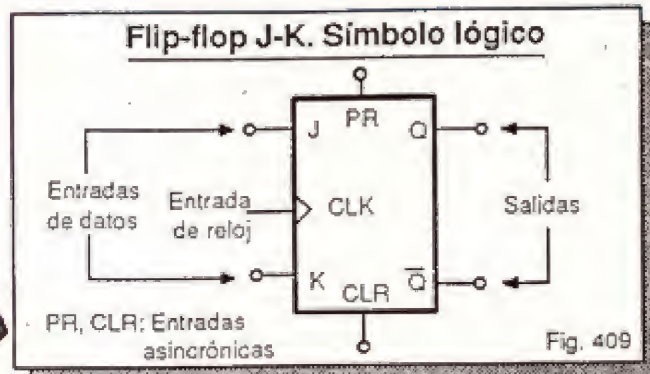 Flip-flop J-K. Símbolo lógico
PR
J
Q
Entradas
de datos
Entrada
de reloj
CLK
Salidas
K
CLR
Q̅
PR, CLR: Entradas
asincrónicas
Fig. 409